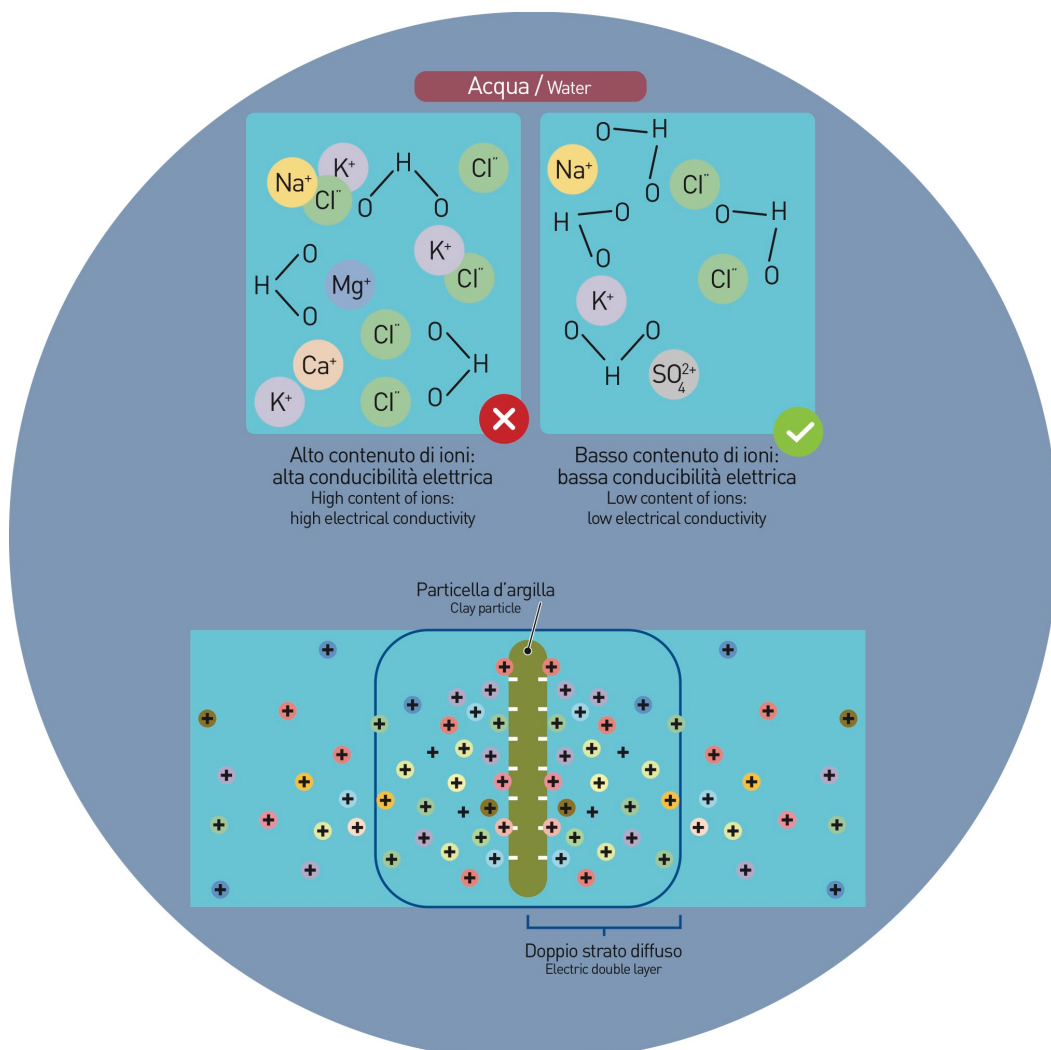 Acqua / Water
Na⁺
K⁺
Cl¨
H
O
O
Cl¨
K⁺
Cl¨
H
O
O
Mg⁺
Cl¨
O
H
O
Ca⁺
K⁺
Cl¨
O
H
O
Na⁺
Cl¨
H
O
O
O
H
O
Cl¨
K⁺
O
O
H
SO₄²⁺
Alto contenuto di ioni:
alta conducibilità elettrica
High content of ions:
high electrical conductivity
Basso contenuto di ioni:
bassa conducibilità elettrica
Low content of ions:
low electrical conductivity
Particella d'argilla
Clay particle
Doppio strato diffuso
Electric double layer